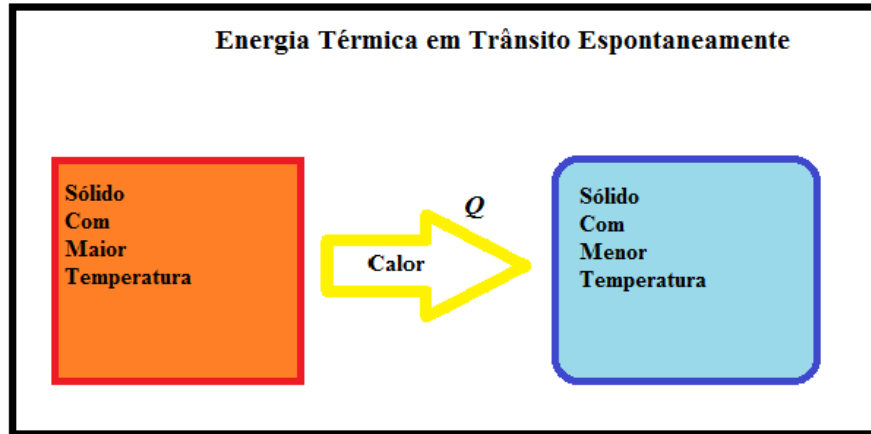 Energia Térmica em Trânsito Espontaneamente
Sólido
Com
Maior
Temperatura
Q
Calor
Sólido
Com
Menor
Temperatura